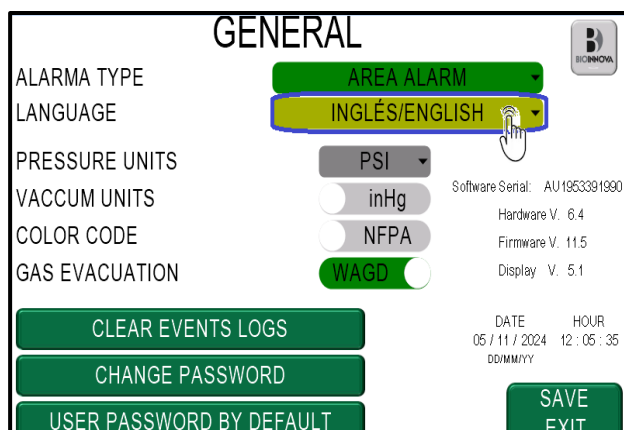 GENERAL
BIOINNOVA
ALARMA TYPE AREA ALARM
LANGUAGE INGLÉS/ENGLISH
PRESSURE UNITS PSI
VACCUM UNITS inHg
COLOR CODE NFPA
GAS EVACUATION WAGD
Software Serial: AU1953391990
Hardware V. 6.4
Firmware V. 11.5
Display V. 5.1
DATE HOUR
05 / 11 / 2024 12 : 05 : 35
DD/MM/YY
CLEAR EVENTS LOGS
CHANGE PASSWORD
USER PASSWORD BY DEFAULT
SAVE
EXIT